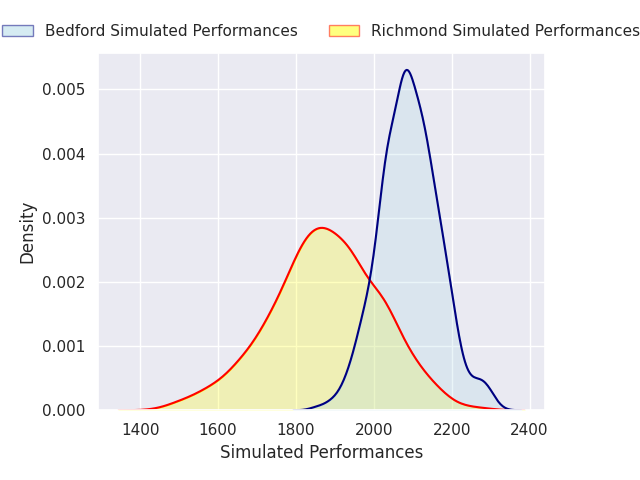 Bedford Simulated Performances Richmond Simulated Performances
0.005
0.004
0.003
0.002
0.001
0.000
Density
1400 1600 1800 2000 2200 2400
Simulated Performances